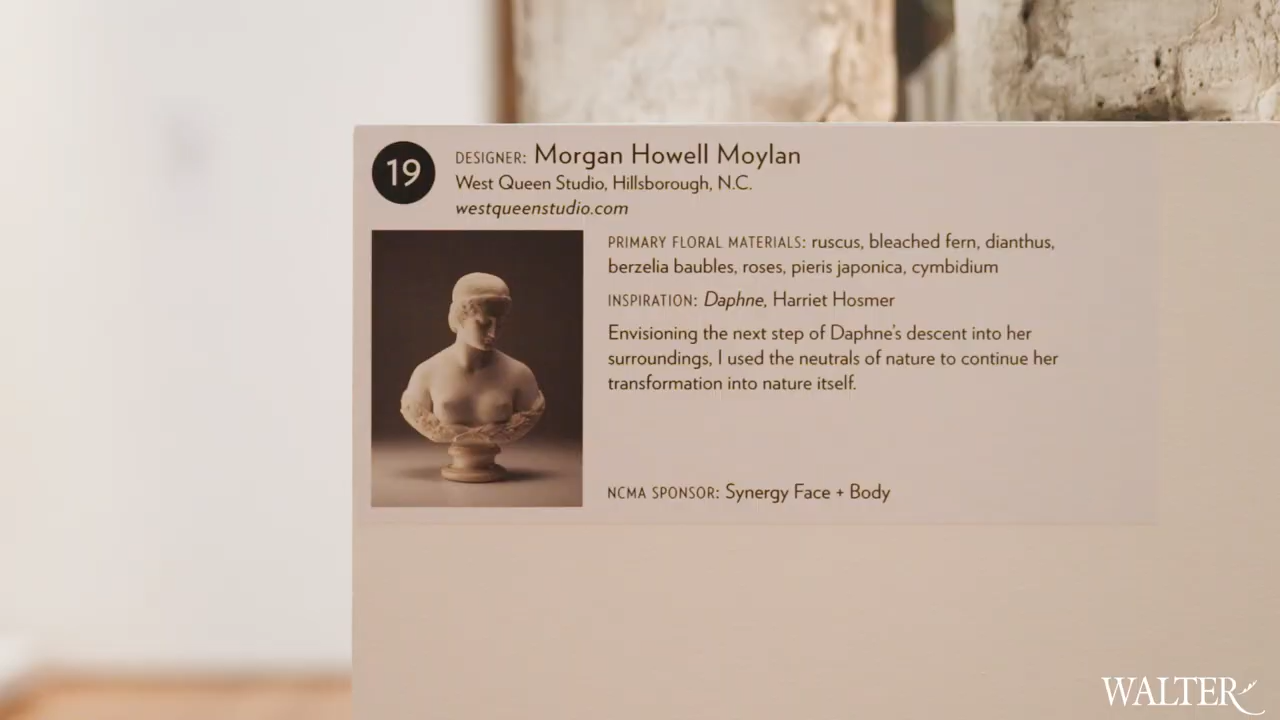 19
DESIGNER: Morgan Howell Moylan
West Queen Studio, Hillsborough, N.C.
westqueenstudio.com
PRIMARY FLORAL MATERIALS: ruscus, bleached fern, dianthus,
berzelia baubles, roses, pieris japonica, cymbidium
INSPIRATION: Daphne, Harriet Hosmer
Envisioning the next step of Daphne's descent into her
surroundings, I used the neutrals of nature to continue her
transformation into nature itself.
NCMA SPONSOR: Synergy Face + Body
WALTER